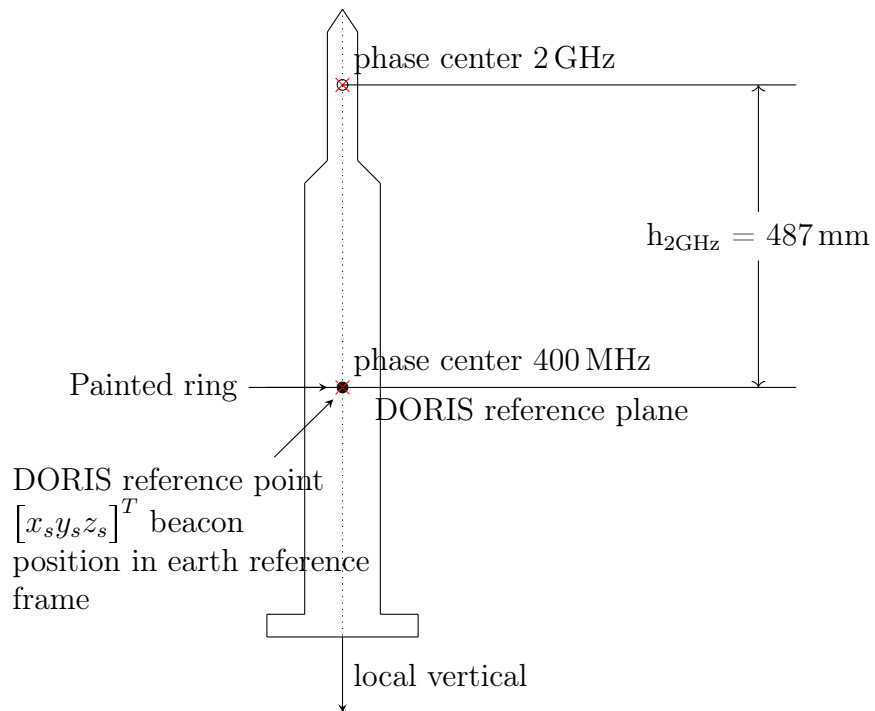 phase center 2 GHz
h2GHz = 487 mm
phase center 400 MHz
Painted ring
DORIS reference plane
DORIS reference point
[xsyszs]^T beacon
position in earth reference
frame
local vertical